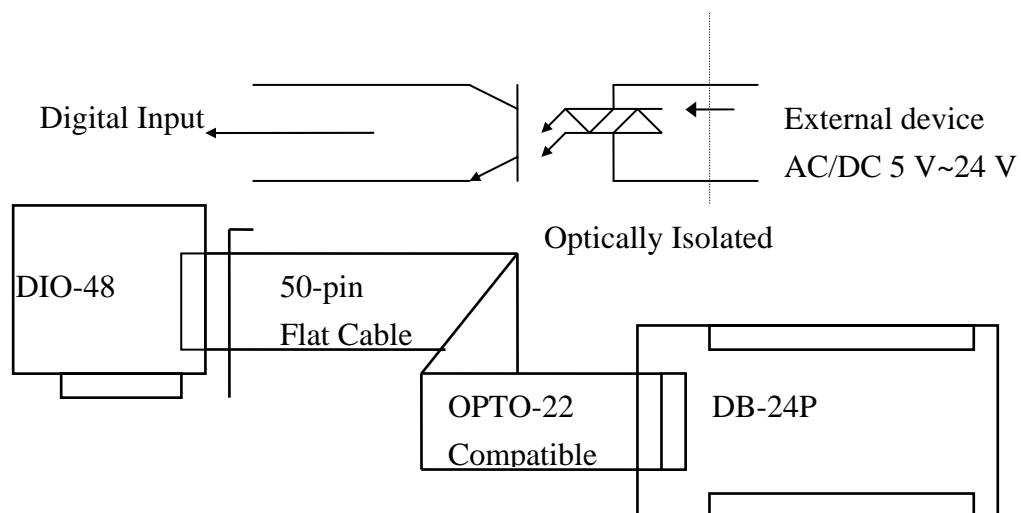 Digital Input
External device
AC/DC 5 V~24 V
Optically Isolated
DIO-48
50-pin
Flat Cable
OPTO-22
Compatible
DB-24P